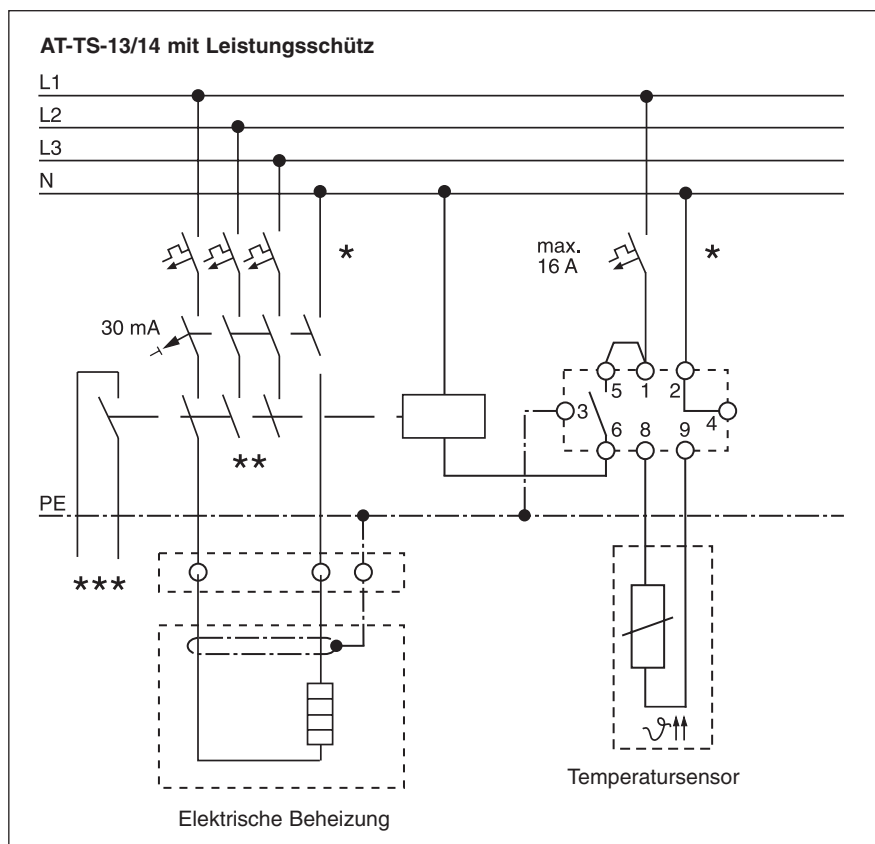 AT-TS-13/14 mit Leistungsschütz
L1
L2
L3
N
*
max.
16 A
*
30 mA
5 1 2
3
4
6 8 9
**
PE
***
Temperatursensor
Elektrische Beheizung